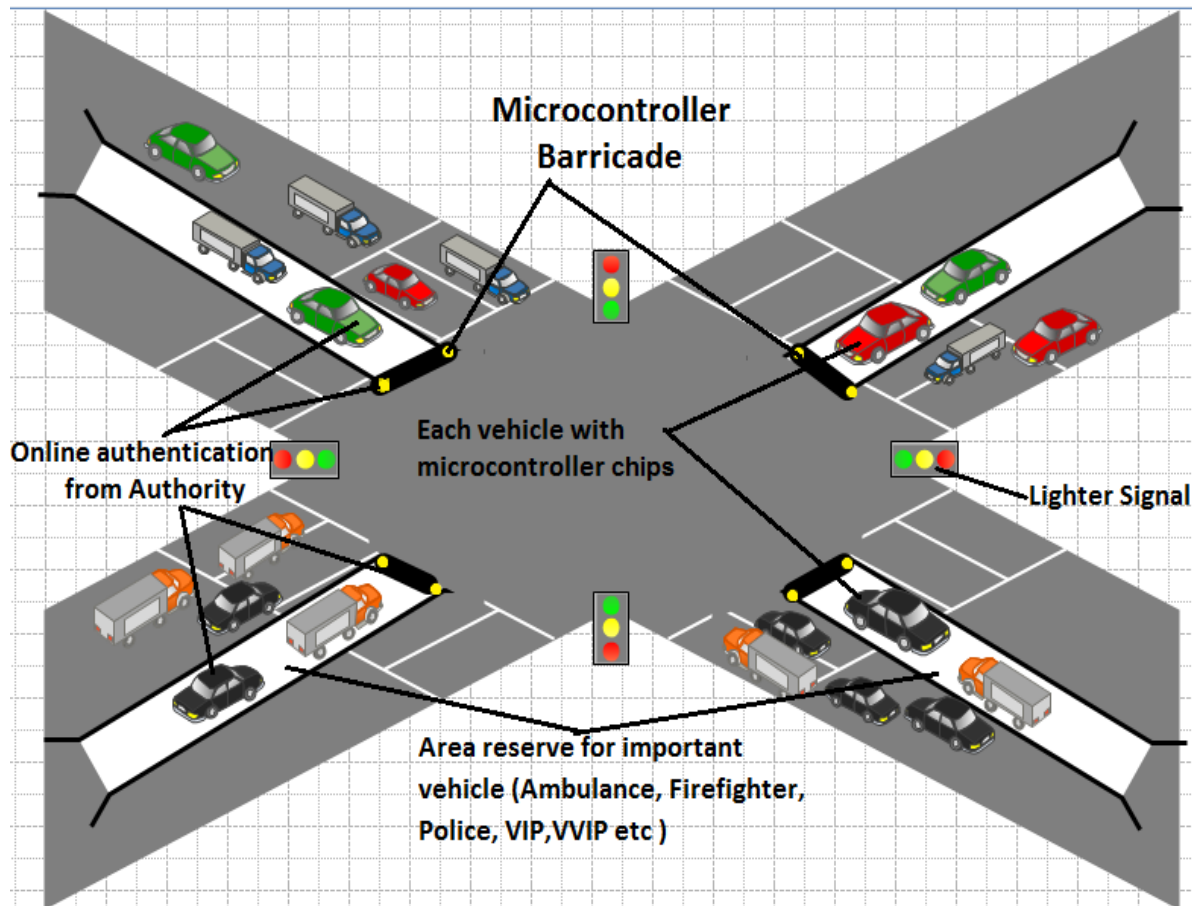 Microcontroller
Barricade
Each vehicle with
microcontroller chips
Online authentication
from Authority
Lighter Signal
Area reserve for important
vehicle (Ambulance, Firefighter,
Police, VIP,VVIP etc )